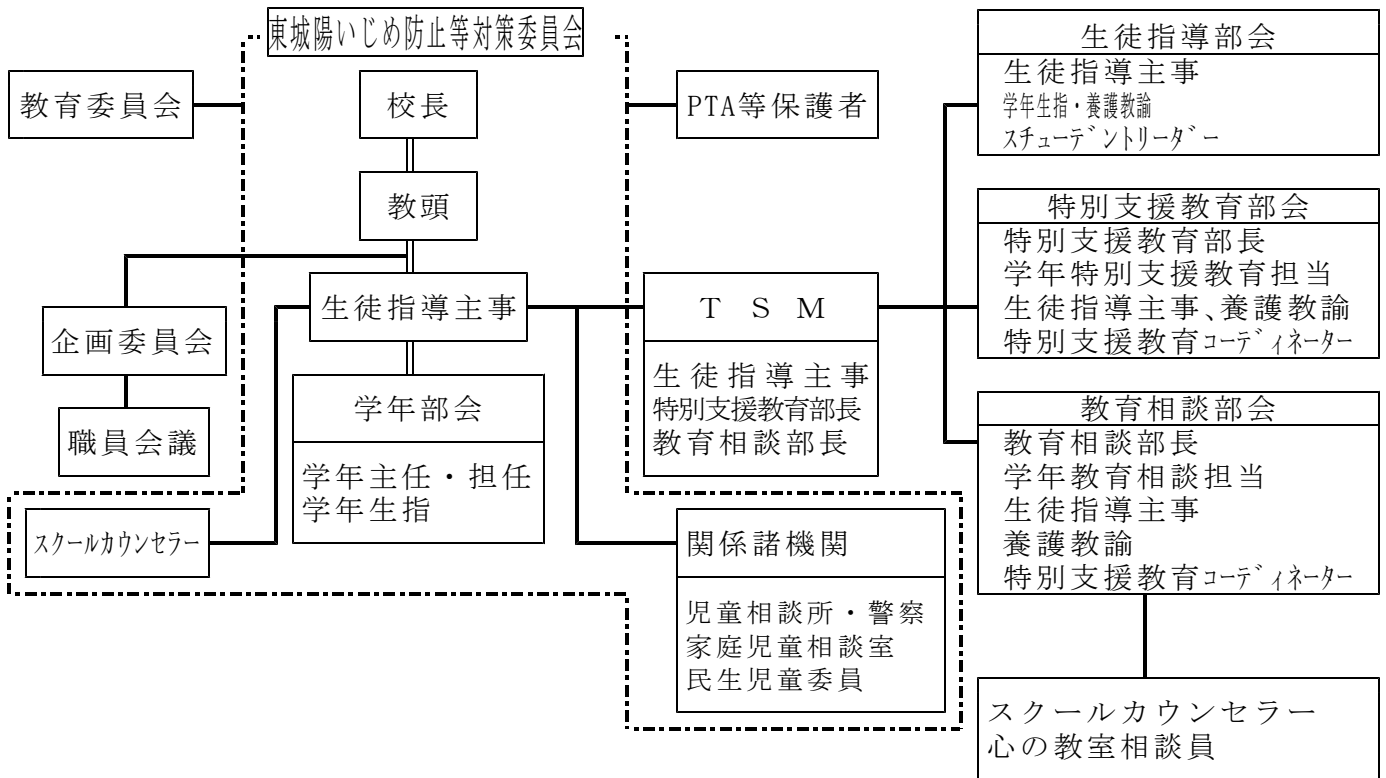 東城陽いじめ防止等対策委員会
教育委員会
校長
PTA等保護者
教頭
企画委員会
職員会議
生徒指導主事
学年部会
学年主任・担任
学年生指
スクールカウンセラー
TSM
生徒指導主事
特別支援教育部長
教育相談部長
関係諸機関
児童相談所・警察
家庭児童相談室
民生児童委員
生徒指導部会
生徒指導主事
学年生指・養護教諭
スチューデントリーダー
特別支援教育部会
特別支援教育部長
学年特別支援教育担当
生徒指導主事、養護教諭
特別支援教育コーディネーター
教育相談部会
教育相談部長
学年教育相談担当
生徒指導主事
養護教諭
特別支援教育コーディネーター
スクールカウンセラー
心の教室相談員